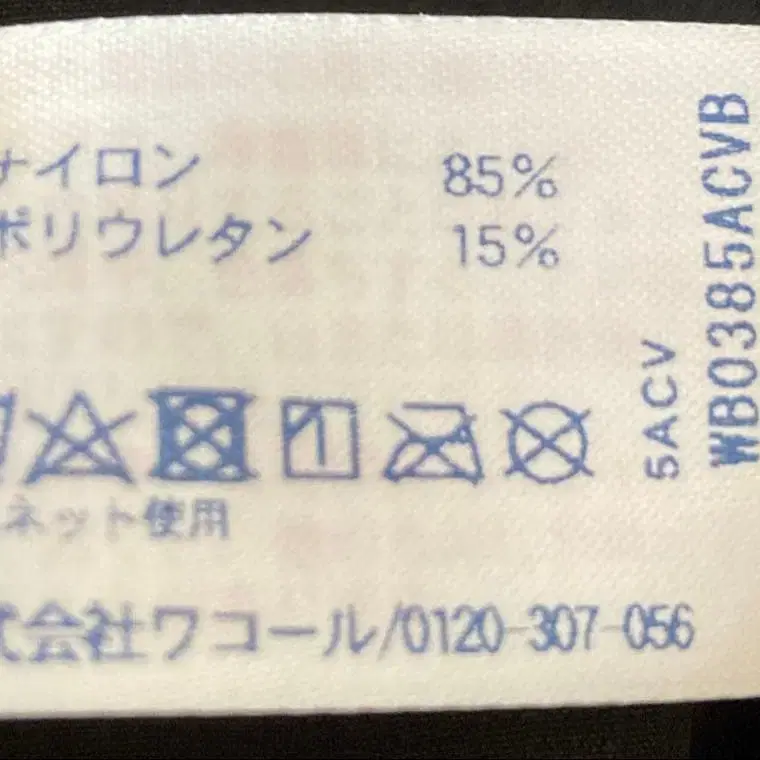 ナイロン 85%
ポリウレタン 15%
ネット使用
式会社ワコール/0120-307-056
5ACV
WB0385ACVB